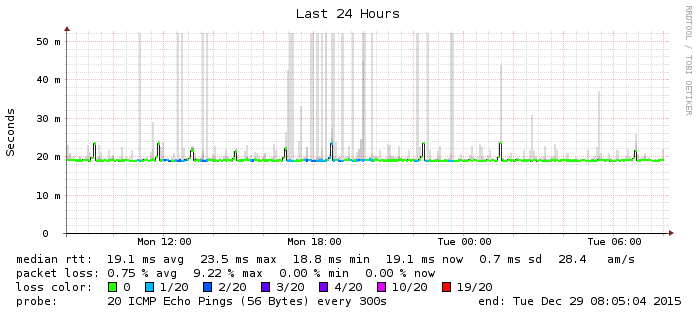 Last 24 Hours
RRDTOOL / TOBI OETIKER
Seconds
50 m
40 m
30 m
20 m
10 m
0
Mon 12:00 Mon 18:00 Tue 00:00 Tue 06:00
median rtt: 19.1 ms avg 23.5 ms max 18.8 ms min 19.1 ms now 0.7 ms sd 28.4 am/s
packet loss: 0.75 % avg 9.22 % max 0.00 % min 0.00 % now
loss color: 0 1/20 2/20 3/20 4/20 10/20 19/20
probe: 20 ICMP Echo Pings (56 Bytes) every 300s end: Tue Dec 29 08:05:04 2015